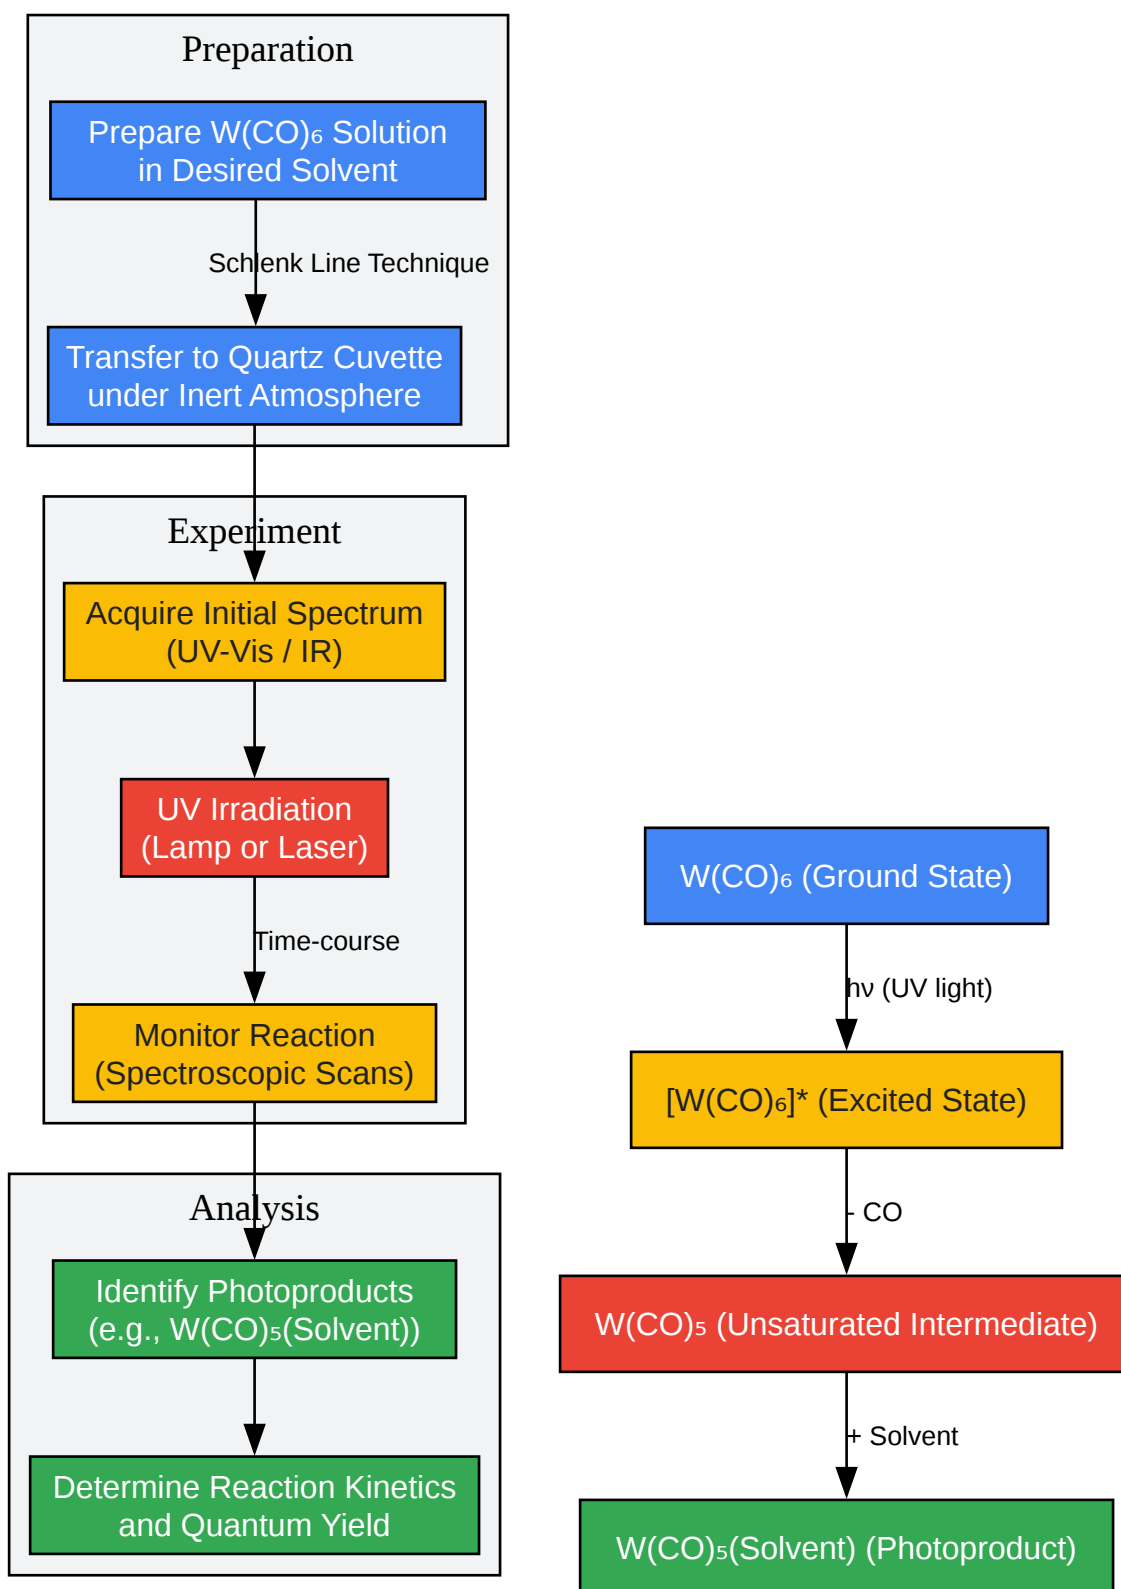 Preparation
Prepare W(CO)₆ Solution
in Desired Solvent
Schlenk Line Technique
Transfer to Quartz Cuvette
under Inert Atmosphere
Experiment
Acquire Initial Spectrum
(UV-Vis / IR)
UV Irradiation
(Lamp or Laser)
Time-course
Monitor Reaction
(Spectroscopic Scans)
Analysis
Identify Photoproducts
(e.g., W(CO)₅(Solvent))
Determine Reaction Kinetics
and Quantum Yield
W(CO)₆ (Ground State)
hν (UV light)
[W(CO)₆]* (Excited State)
- CO
W(CO)₅ (Unsaturated Intermediate)
+ Solvent
W(CO)₅(Solvent) (Photoproduct)